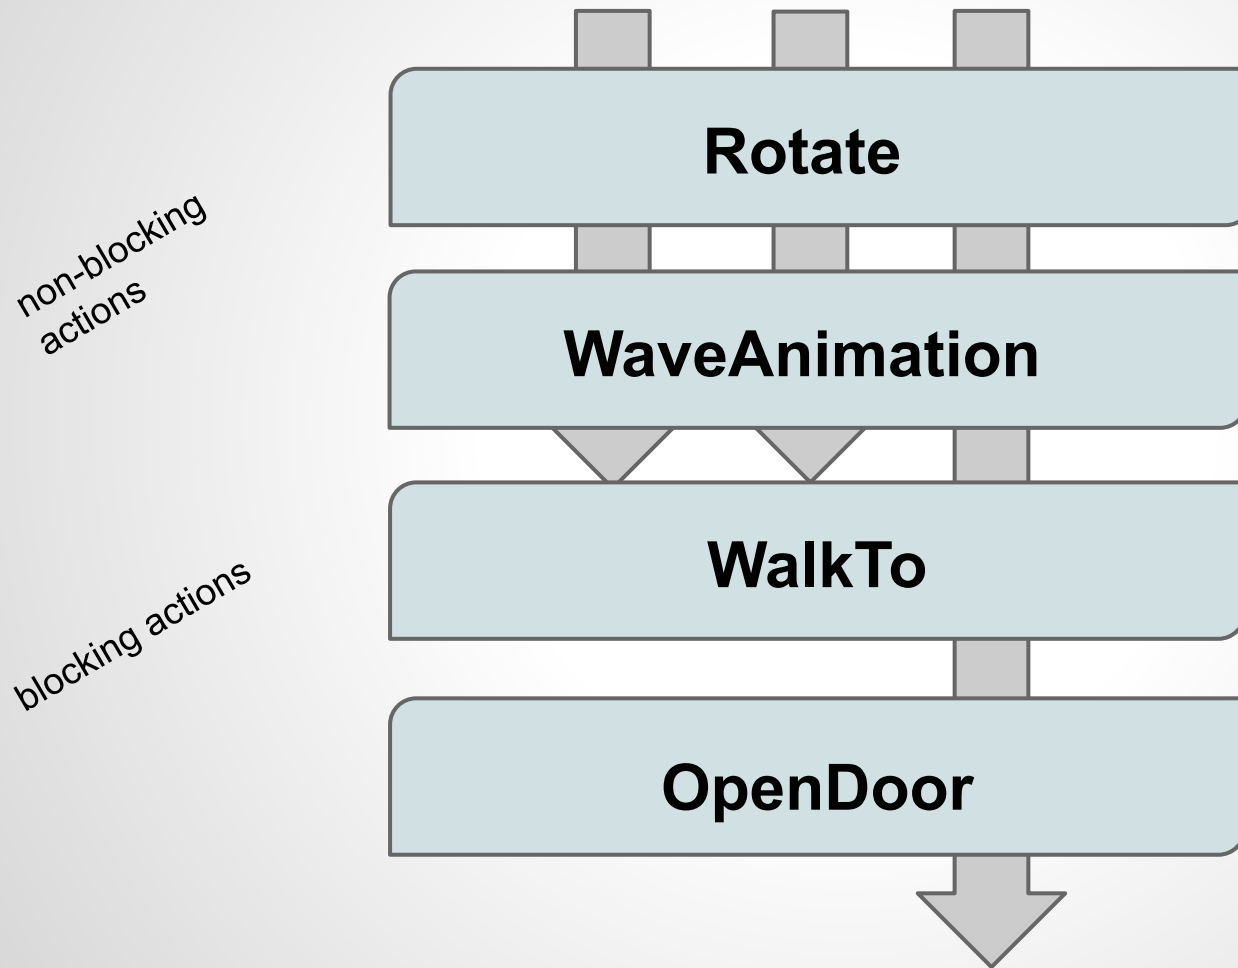 Rotate
non-blocking
actions
WaveAnimation
WalkTo
blocking actions
OpenDoor